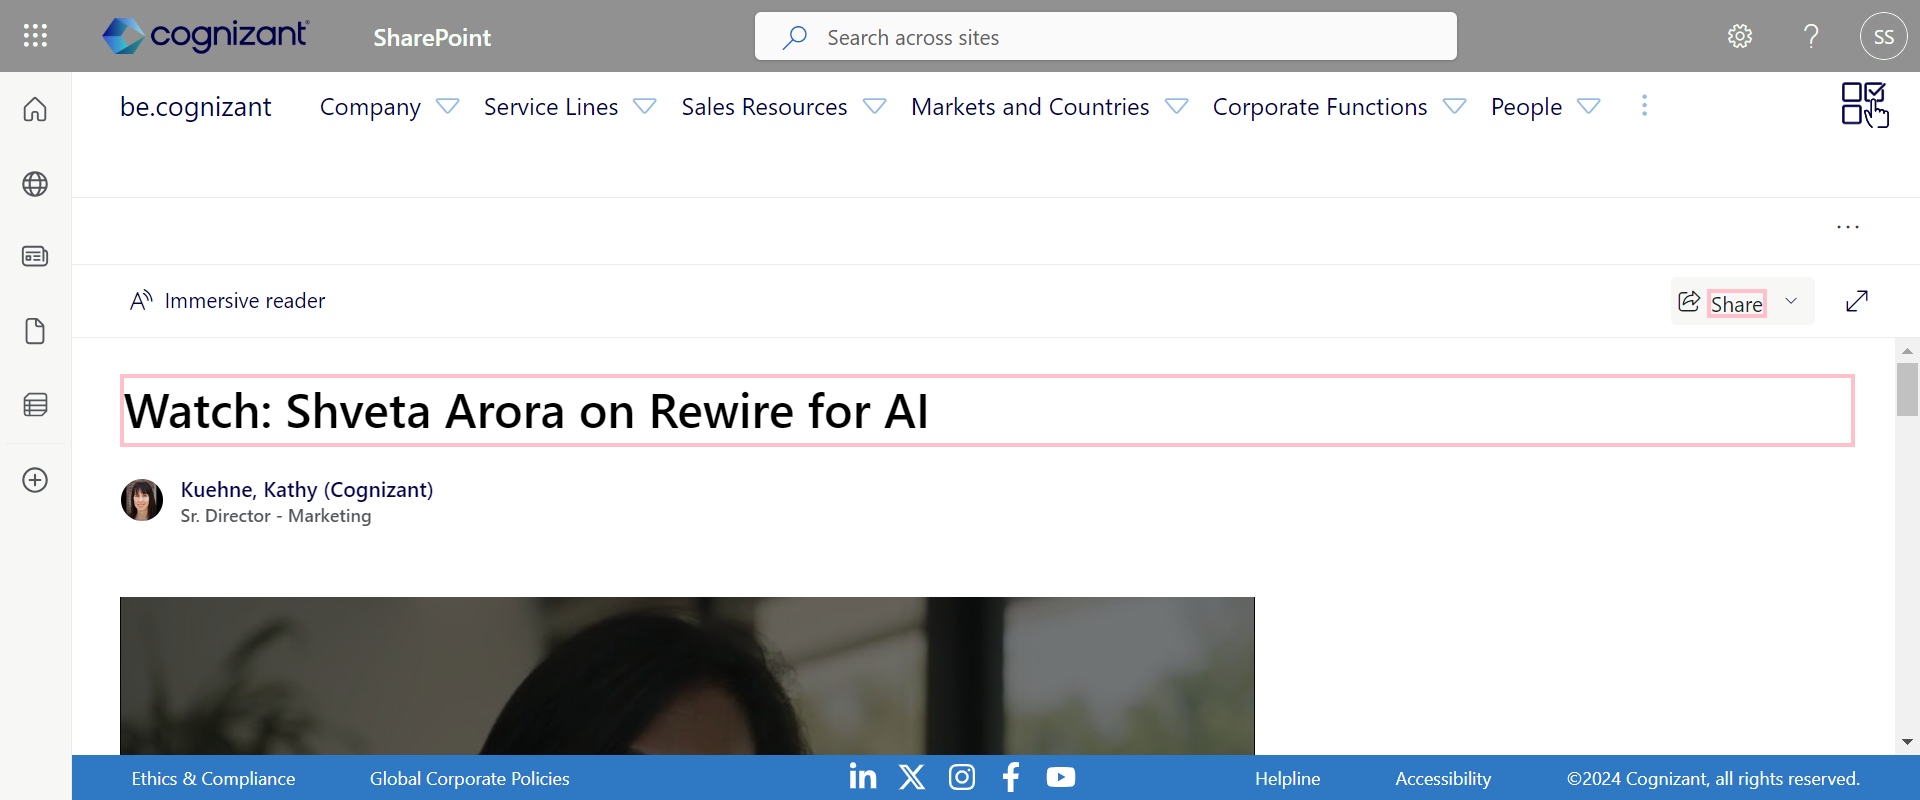 cognizant
SharePoint
Search across sites
SS
be.cognizant
Company
Service Lines
Sales Resources
Markets and Countries
Corporate Functions
People
Immersive reader
Share
Watch: Shveta Arora on Rewire for AI
Kuehne, Kathy (Cognizant)
Sr. Director - Marketing
Ethics & Compliance
Global Corporate Policies
Helpline
Accessibility
©2024 Cognizant, all rights reserved.